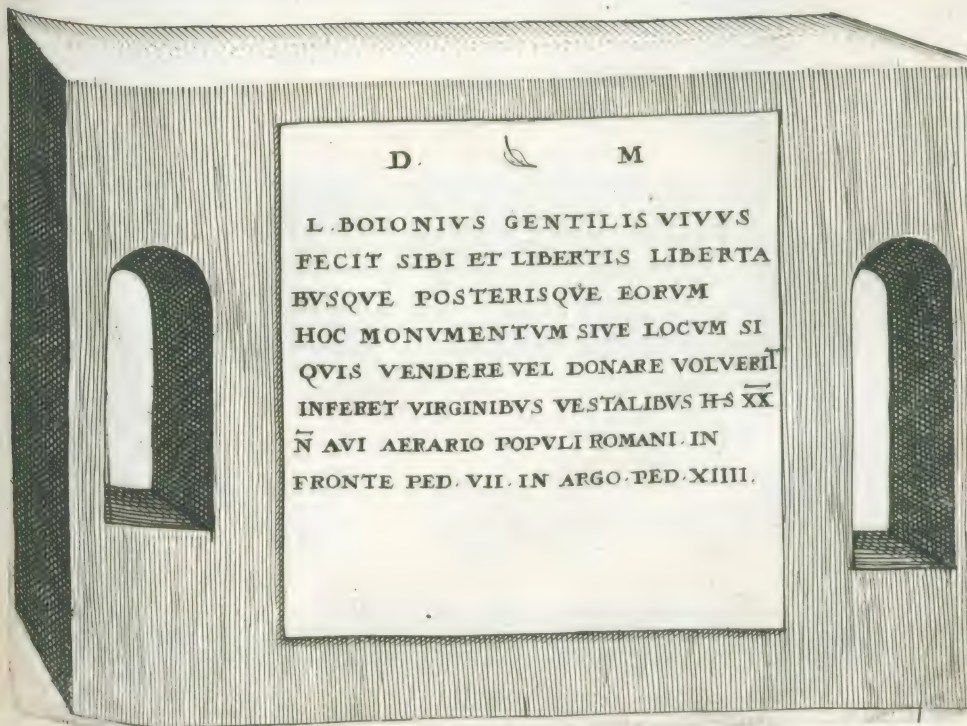 D. M
L. BOIONIVS GENTILIS VIVVS
FECIT SIBI ET LIBERTIS LIBERTA
BVSQVE POSTERISQVE EORVM
HOC MONVMENTVM SIVE LOCVM SI
QVIS VENDERE VEL DONARE VOLVERIT
INFERET VIRGINIBVS VESTALIBVS HS X̅X̅
N̅ AVI AERARIO POPVLI ROMANI. IN
FRONTE PED. VII. IN ARGO. PED. XIIII.